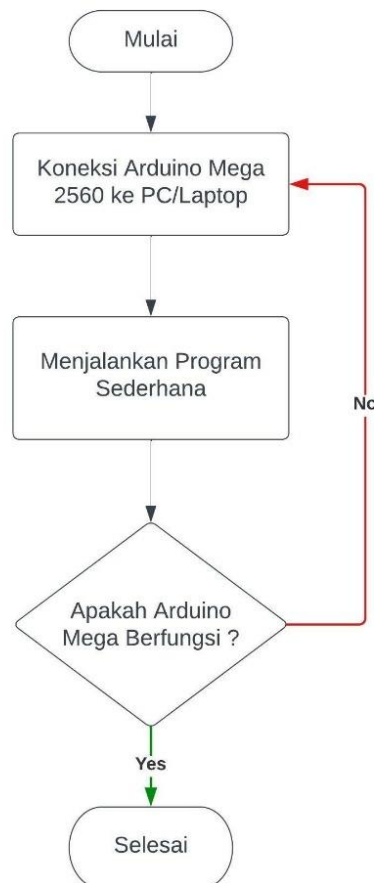 Mulai
Koneksi Arduino Mega
2560 ke PC/Laptop
Menjalankan Program
Sederhana
No
Apakah Arduino
Mega Berfungsi ?
Yes
Selesai